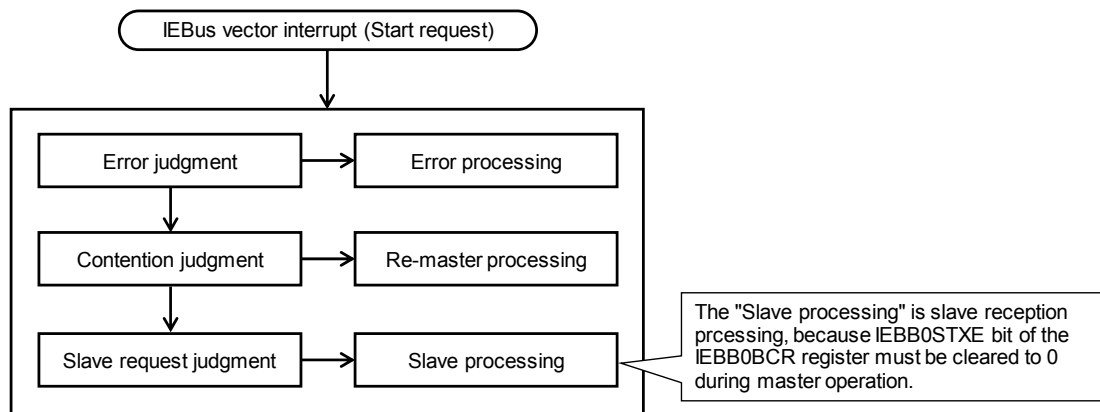 IEBus vector interrupt (Start request)
Error judgment
Error processing
Contention judgment
Re-master processing
Slave request judgment
Slave processing
The "Slave processing" is slave reception
prcessing, because IEBB0STXE bit of the
IEBB0BCR register must be cleared to 0
during master operation.